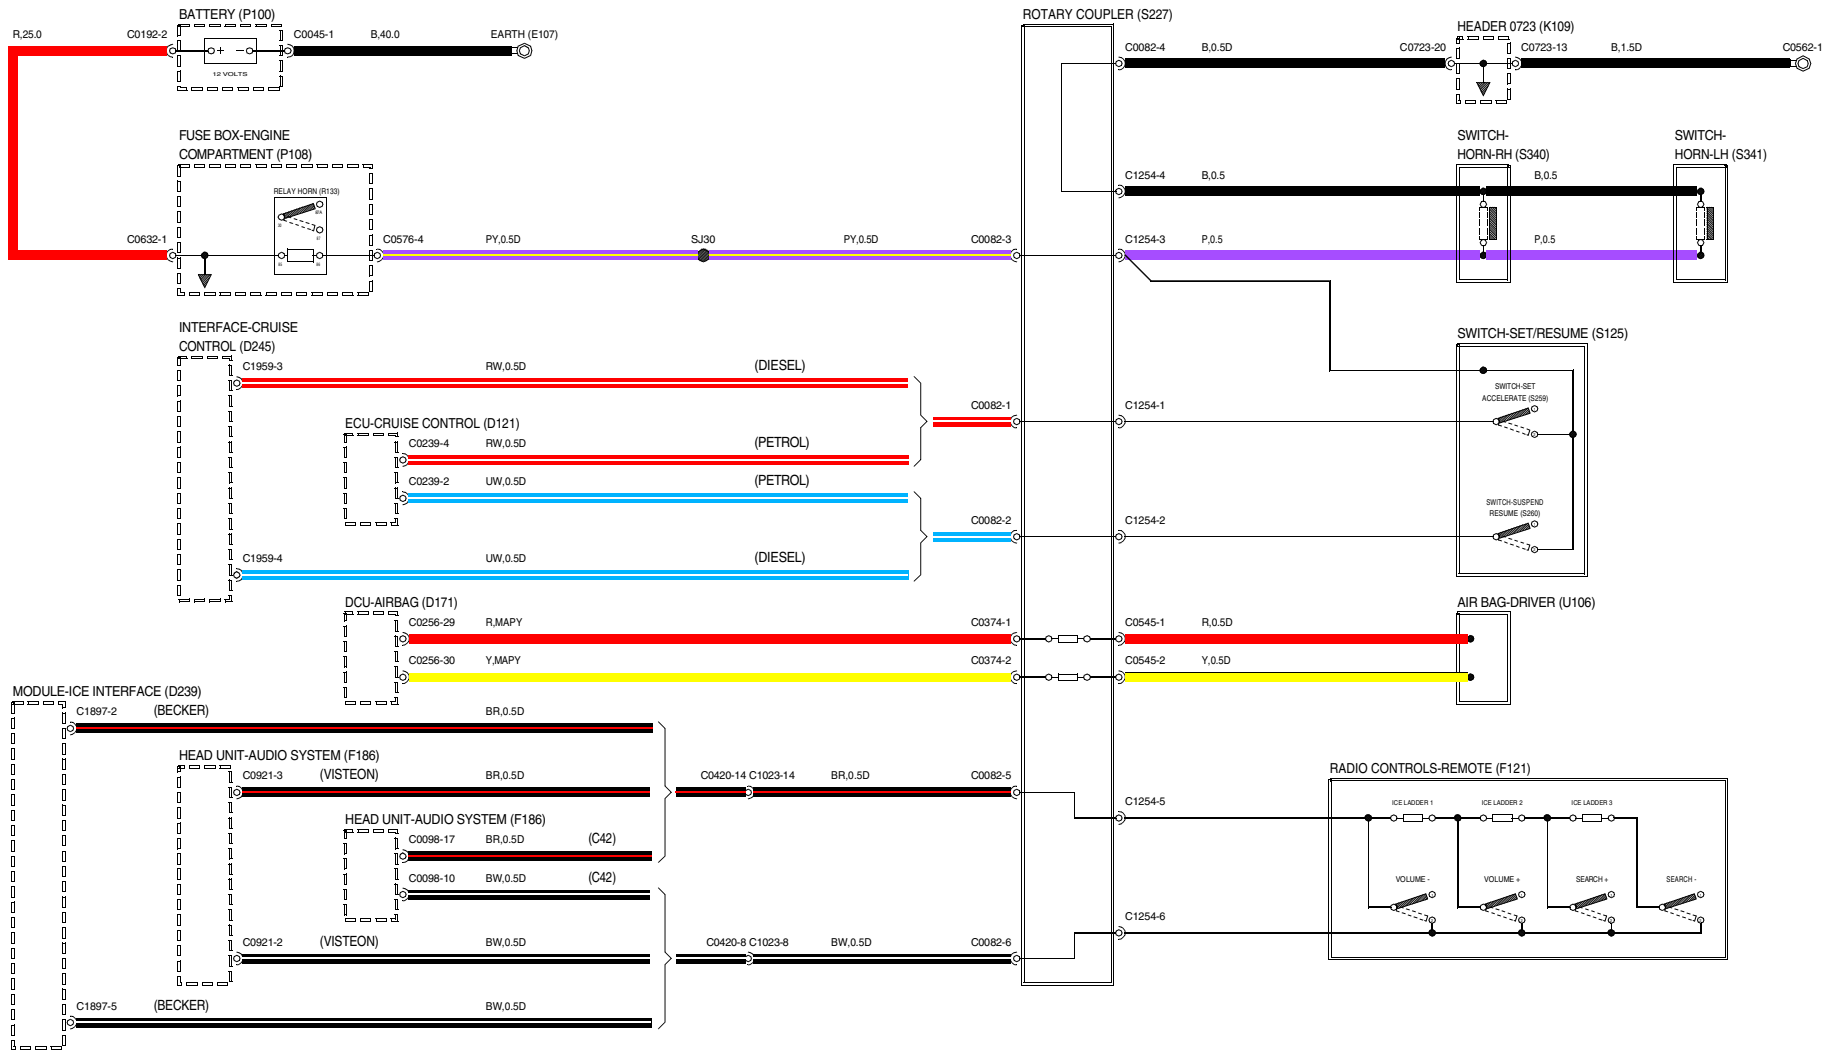 BATTERY (P100)
R,25.0
C0192-2
C0045-1
B,40.0
EARTH (E107)
+
−
12 VOLTS
ROTARY COUPLER (S227)
C0082-4
B,0.5D
C0723-20
HEADER 0723 (K109)
C0723-13
B,1.5D
C0562-1
FUSE BOX-ENGINE
COMPARTMENT (P108)
RELAY HORN (R133)
C0632-1
C0576-4
PY,0.5D
SJ30
PY,0.5D
C0082-3
SWITCH-
HORN-RH (S340)
SWITCH-
HORN-LH (S341)
C1254-4
B,0.5
B,0.5
C1254-3
P,0.5
P,0.5
INTERFACE-CRUISE
CONTROL (D245)
C1959-3
RW,0.5D
(DIESEL)
C0082-1
C1254-1
SWITCH-SET/RESUME (S125)
SWITCH-SET
ACCELERATE (S259)
ECU-CRUISE CONTROL (D121)
C0239-4
RW,0.5D
(PETROL)
C0239-2
UW,0.5D
(PETROL)
C0082-2
C1254-2
SWITCH-SUSPEND
RESUME (S260)
C1959-4
UW,0.5D
(DIESEL)
DCU-AIRBAG (D171)
C0256-29
R,MAPY
C0374-1
C0545-1
R,0.5D
AIR BAG-DRIVER (U106)
C0256-30
Y,MAPY
C0374-2
C0545-2
Y,0.5D
MODULE-ICE INTERFACE (D239)
C1897-2
(BECKER)
BR,0.5D
HEAD UNIT-AUDIO SYSTEM (F186)
C0921-3
(VISTEON)
BR,0.5D
C0420-14 C1023-14
BR,0.5D
C0082-5
C1254-5
RADIO CONTROLS-REMOTE (F121)
ICE LADDER 1
ICE LADDER 2
ICE LADDER 3
HEAD UNIT-AUDIO SYSTEM (F186)
C0098-17
BR,0.5D
(C42)
C0098-10
BW,0.5D
(C42)
VOLUME -
VOLUME +
SEARCH +
SEARCH -
C0921-2
(VISTEON)
BW,0.5D
C0420-8 C1023-8
BW,0.5D
C0082-6
C1254-6
C1897-5
(BECKER)
BW,0.5D